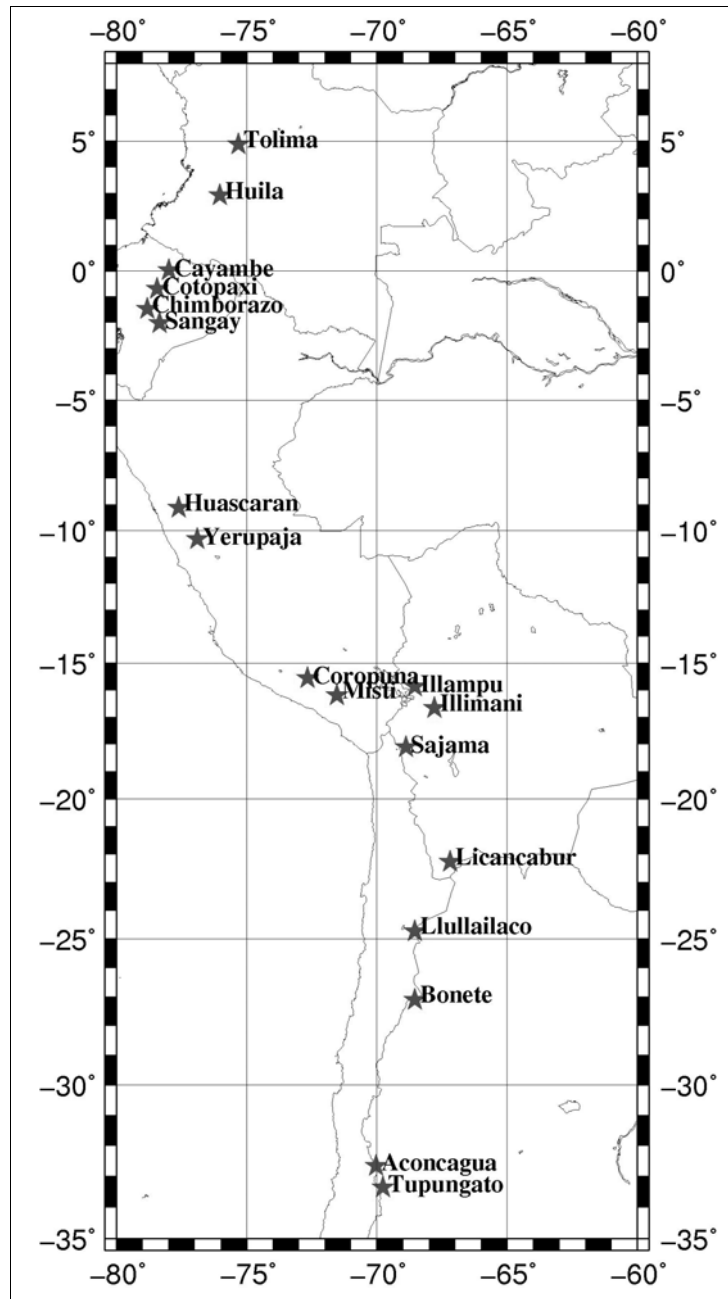 −80° −75° −70° −65° −60°
5° 5°
Tolima
Huila
0° 0°
Cayambe
Cotopaxi
Chimborazo
Sangay
−5° −5°
Huascaran
−10° −10°
Yerupaja
−15° −15°
Coropuna
Illampu
Misti
Illimani
Sajama
−20° −20°
Licancabur
Llullailaco
−25° −25°
Bonete
−30° −30°
Aconcagua
Tupungato
−35° −35°
−80° −75° −70° −65° −60°